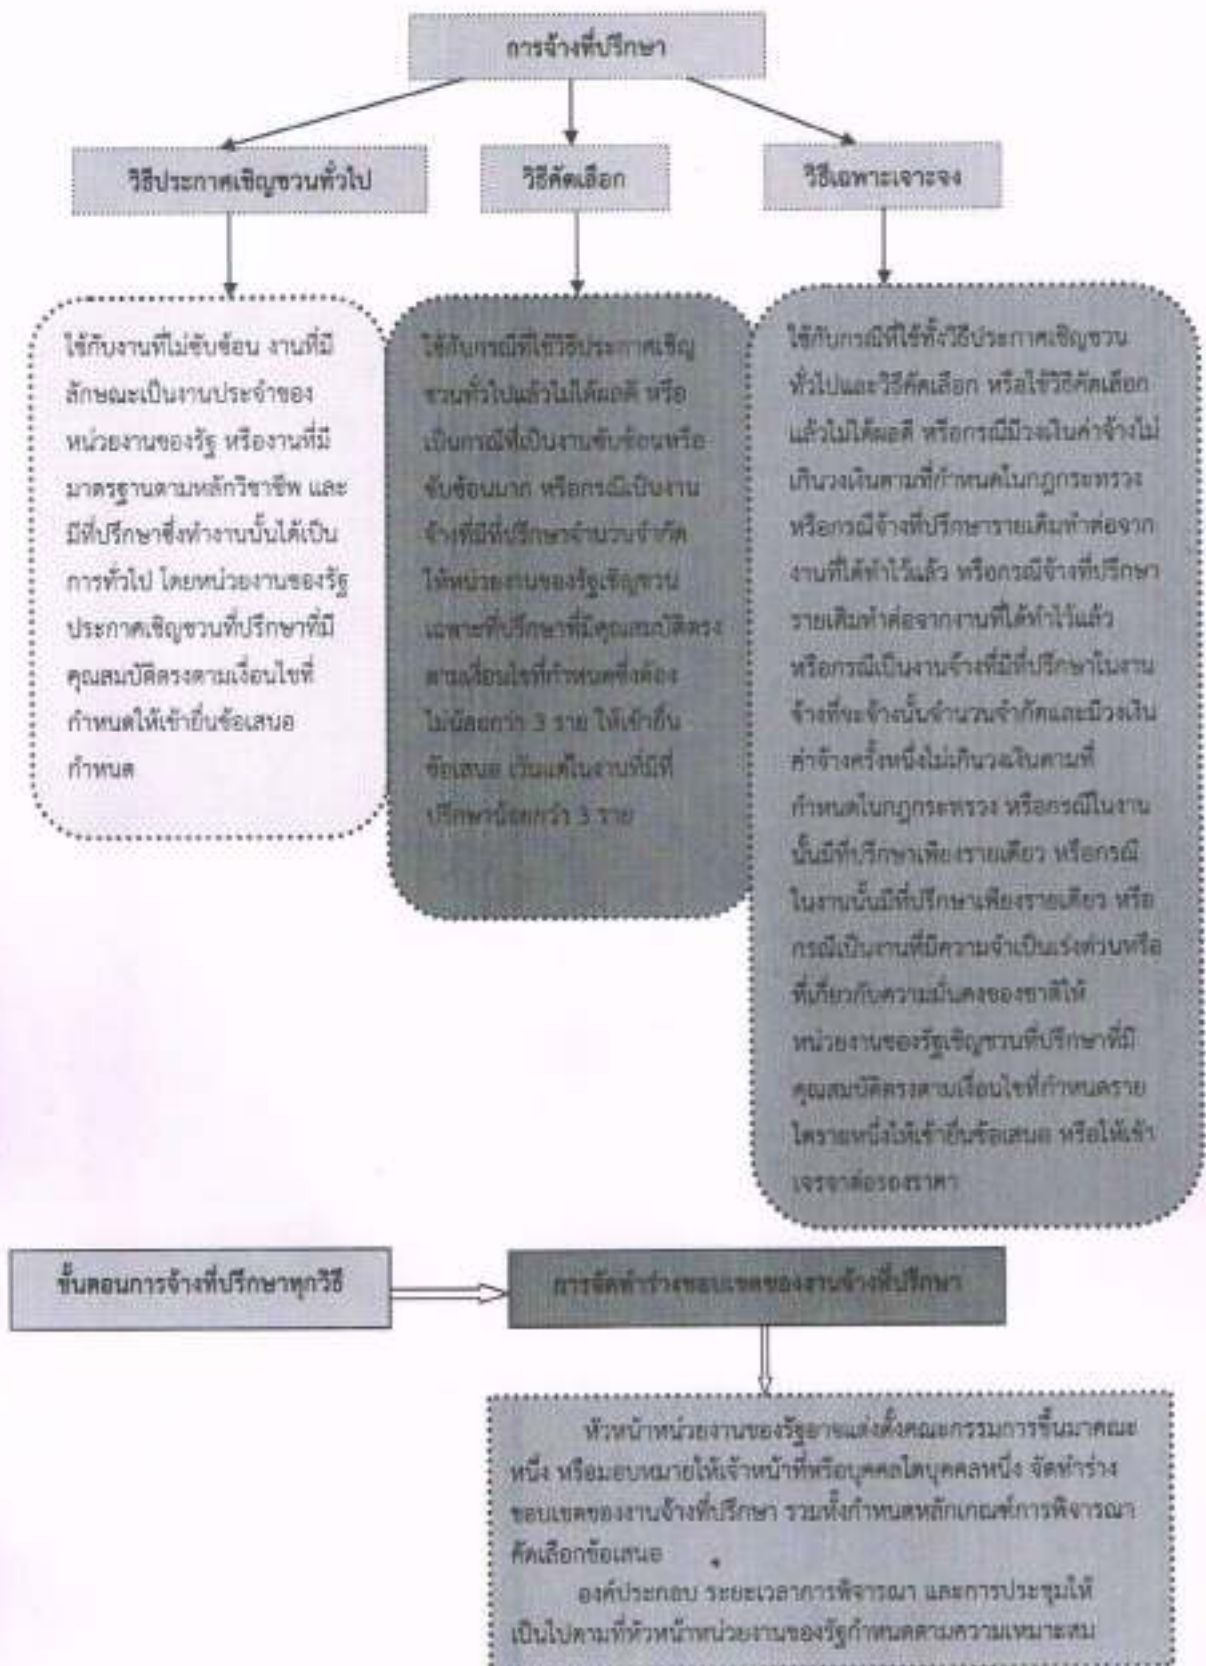 การจ้างที่ปรึกษา
วิธีประกาศเชิญชวนทั่วไป
วิธีคัดเลือก
วิธีเฉพาะเจาะจง
ใช้กับงานที่ไม่ซับซ้อน งานที่มี
ลักษณะเป็นงานประจำของ
หน่วยงานของรัฐ หรืองานที่มี
มาตรฐานตามหลักวิชาชีพ และ
มีที่ปรึกษาซึ่งทำงานนั้นได้เป็น
การทั่วไป โดยหน่วยงานของรัฐ
ประกาศเชิญชวนที่ปรึกษาที่มี
คุณสมบัติตรงตามเงื่อนไขที่
กำหนดให้เข้ายื่นข้อเสนอ
กำหนด
ใช้กับกรณีที่ใช้วิธีประกาศเชิญ
ชวนทั่วไปแล้วไม่ได้ผลดี หรือ
เป็นกรณีที่เป็นงานซับซ้อนหรือ
ซับซ้อนมาก หรือกรณีเป็นงาน
จ้างที่มีที่ปรึกษาจำนวนจำกัด
ให้หน่วยงานของรัฐเชิญชวน
เฉพาะที่ปรึกษาที่มีคุณสมบัติตรง
ตามเงื่อนไขที่กำหนดซึ่งต้อง
ไม่น้อยกว่า 3 ราย ให้เข้ายื่น
ข้อเสนอ เว้นแต่ในงานที่มีที่
ปรึกษาน้อยกว่า 3 ราย
ใช้กับกรณีที่ใช้ทั้งวิธีประกาศเชิญชวน
ทั่วไปและวิธีคัดเลือก หรือใช้วิธีคัดเลือก
แล้วไม่ได้ผลดี หรือกรณีมีวงเงินค่าจ้างไม่
เกินวงเงินตามที่กำหนดในกฎกระทรวง
หรือกรณีจ้างที่ปรึกษารายเดิมทำต่อจาก
งานที่ได้ทำไว้แล้ว หรือกรณีจ้างที่ปรึกษา
รายเดิมทำต่อจากงานที่ได้ทำไว้แล้ว
หรือกรณีเป็นงานจ้างที่มีที่ปรึกษาในงาน
จ้างที่จะจ้างนั้นจำนวนจำกัดและมีวงเงิน
ค่าจ้างครั้งหนึ่งไม่เกินวงเงินตามที่
กำหนดในกฎกระทรวง หรือกรณีในงาน
นั้นมีที่ปรึกษาเพียงรายเดียว หรือกรณี
ในงานนั้นมีที่ปรึกษาเพียงรายเดียว หรือ
กรณีเป็นงานที่มีความจำเป็นเร่งด่วนหรือ
ที่เกี่ยวกับความมั่นคงของชาติให้
หน่วยงานของรัฐเชิญชวนที่ปรึกษาที่มี
คุณสมบัติตรงตามเงื่อนไขที่กำหนดราย
ใดรายหนึ่งให้เข้ายื่นข้อเสนอ หรือให้เข้า
เจรจาต่อรองราคา
ขั้นตอนการจ้างที่ปรึกษาทุกวิธี
การจัดทำร่างขอบเขตของงานจ้างที่ปรึกษา
หัวหน้าหน่วยงานของรัฐอาจแต่งตั้งคณะกรรมการขึ้นมาคณะ
หนึ่ง หรือมอบหมายให้เจ้าหน้าที่หรือบุคคลใดบุคคลหนึ่ง จัดทำร่าง
ขอบเขตของงานจ้างที่ปรึกษา รวมทั้งกำหนดหลักเกณฑ์การพิจารณา
คัดเลือกข้อเสนอ
องค์ประกอบ ระยะเวลาการพิจารณา และการประชุมให้
เป็นไปตามที่หัวหน้าหน่วยงานของรัฐกำหนดตามความเหมาะสม